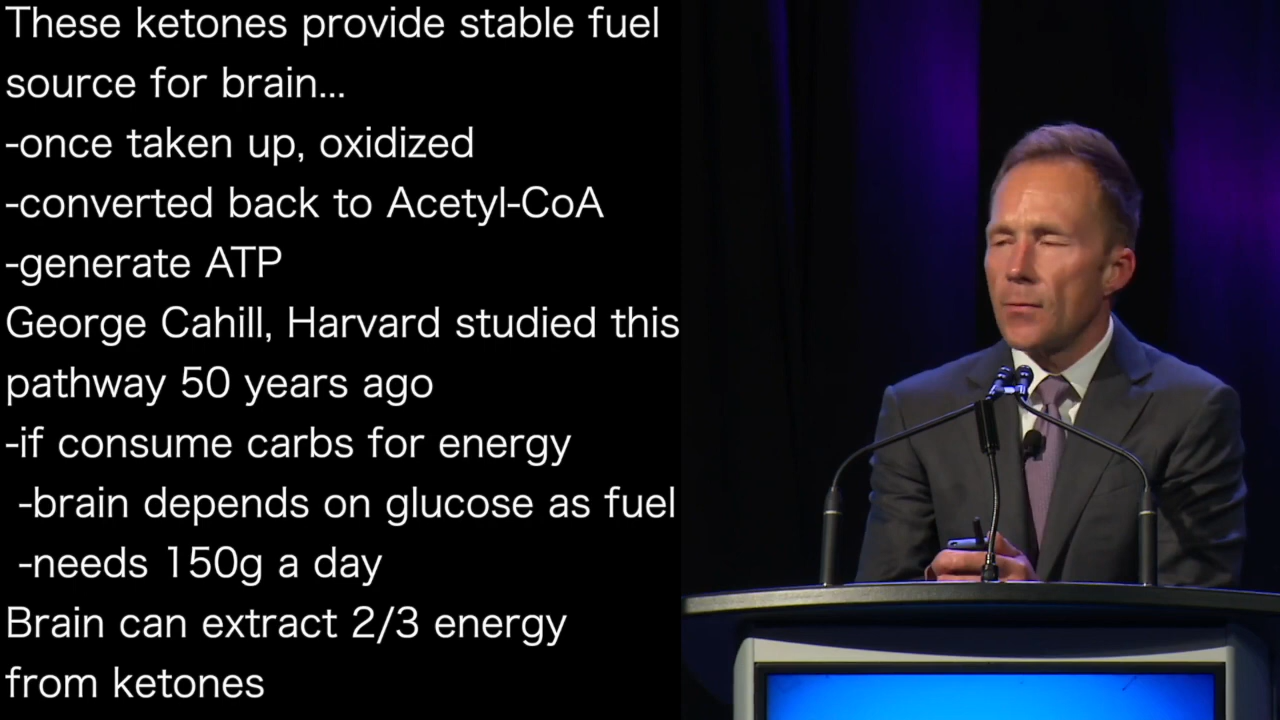 These ketones provide stable fuel
source for brain...
-once taken up, oxidized
-converted back to Acetyl-CoA
-generate ATP
George Cahill, Harvard studied this
pathway 50 years ago
-if consume carbs for energy
-brain depends on glucose as fuel
-needs 150g a day
Brain can extract 2/3 energy
from ketones